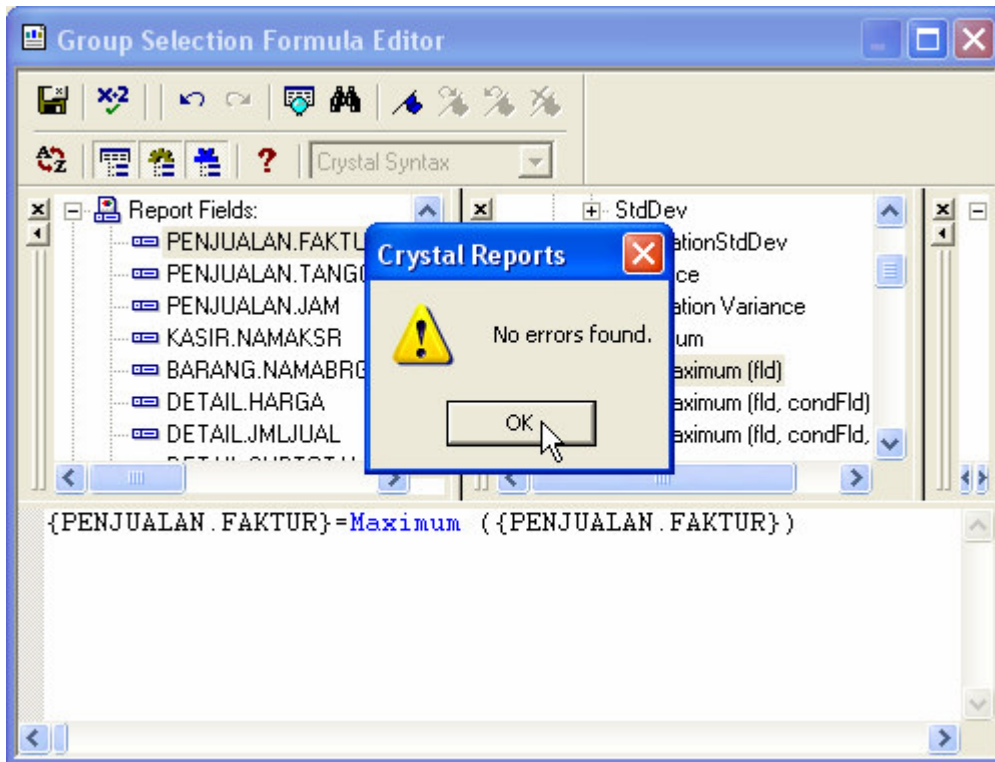 Group Selection Formula Editor
X+2
A
Z
?
Crystal Syntax
Report Fields:
PENJUALAN.FAKTU
PENJUALAN.TANGG
PENJUALAN.JAM
KASIR.NAMAKSR
BARANG.NAMABRG
DETAIL.HARGA
DETAIL.JMLJUAL
StdDev
ationStdDev
ce
ation Variance
um
aximum (fld)
aximum (fld, condFld)
aximum (fld, condFld,
Crystal Reports
No errors found.
OK
{PENJUALAN.FAKTUR}=Maximum ({PENJUALAN.FAKTUR})